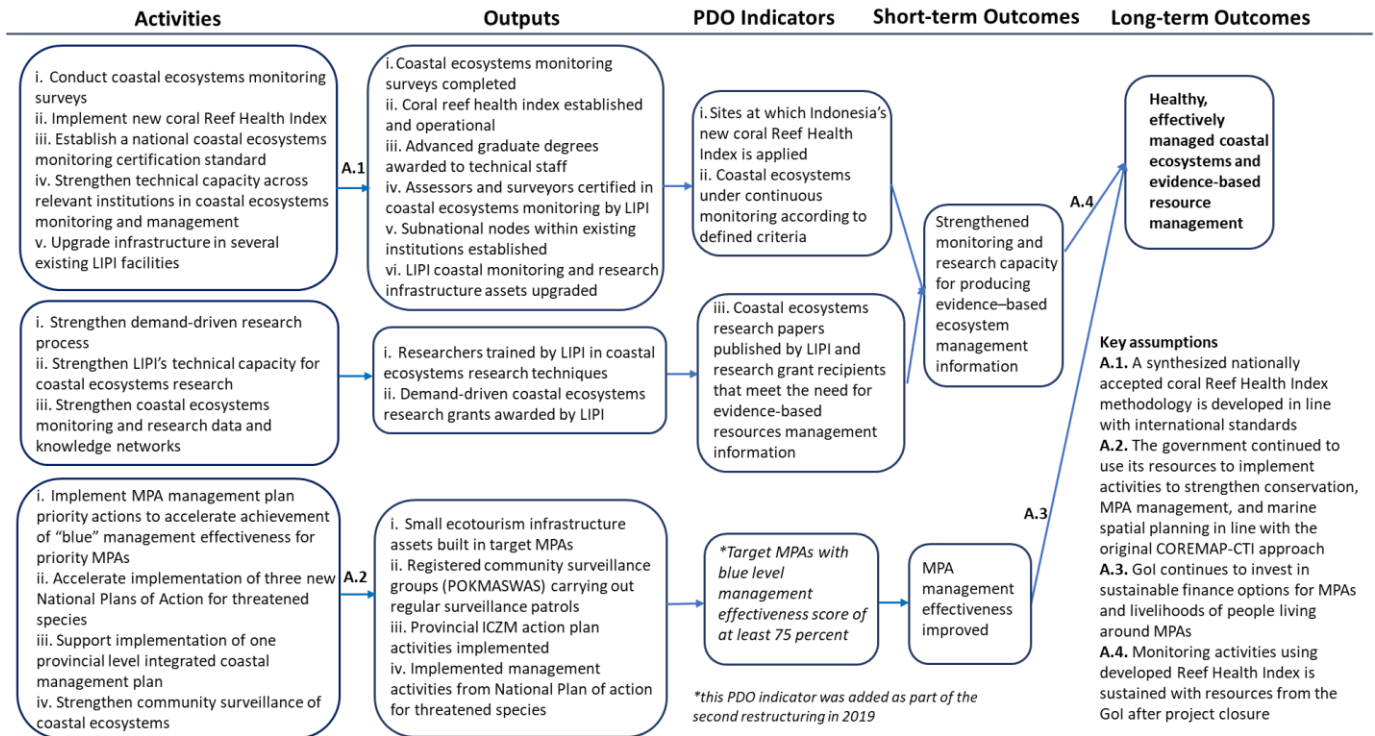 Activities
Outputs
PDO Indicators
Short-term Outcomes
Long-term Outcomes
i. Conduct coastal ecosystems monitoring
surveys
ii. Implement new coral Reef Health Index
iii. Establish a national coastal ecosystems
monitoring certification standard
iv. Strengthen technical capacity across
relevant institutions in coastal ecosystems
monitoring and management
v. Upgrade infrastructure in several
existing LIPI facilities
A.1
i. Coastal ecosystems monitoring
surveys completed
ii. Coral reef health index established
and operational
iii. Advanced graduate degrees
awarded to technical staff
iv. Assessors and surveyors certified in
coastal ecosystems monitoring by LIPI
v. Subnational nodes within existing
institutions established
vi. LIPI coastal monitoring and research
infrastructure assets upgraded
i. Sites at which Indonesia's
new coral Reef Health
Index is applied
ii. Coastal ecosystems
under continuous
monitoring according to
defined criteria
Strengthened
monitoring and
research capacity
for producing
evidence–based
ecosystem
management
information
A.4
Healthy,
effectively
managed coastal
ecosystems and
evidence-based
resource
management
i. Strengthen demand-driven research
process
ii. Strengthen LIPI's technical capacity for
coastal ecosystems research
iii. Strengthen coastal ecosystems
monitoring and research data and
knowledge networks
i. Researchers trained by LIPI in coastal
ecosystems research techniques
ii. Demand-driven coastal ecosystems
research grants awarded by LIPI
iii. Coastal ecosystems
research papers
published by LIPI and
research grant recipients
that meet the need for
evidence-based
resources management
information
i. Implement MPA management plan
priority actions to accelerate achievement
of "blue" management effectiveness for
priority MPAs
ii. Accelerate implementation of three new
National Plans of Action for threatened
species
iii. Support implementation of one
provincial level integrated coastal
management plan
iv. Strengthen community surveillance of
coastal ecosystems
A.2
i. Small ecotourism infrastructure
assets built in target MPAs
ii. Registered community surveillance
groups (POKMASWAS) carrying out
regular surveillance patrols
iii. Provincial ICZM action plan
activities implemented
iv. Implemented management
activities from National Plan of action
for threatened species
*Target MPAs with
blue level
management
effectiveness score of
at least 75 percent
*this PDO indicator was added as part of the
second restructuring in 2019
MPA
management
effectiveness
improved
A.3
Key assumptions
A.1. A synthesized nationally
accepted coral Reef Health Index
methodology is developed in line
with international standards
A.2. The government continued to
use its resources to implement
activities to strengthen conservation,
MPA management, and marine
spatial planning in line with the
original COREMAP-CTI approach
A.3. GoI continues to invest in
sustainable finance options for MPAs
and livelihoods of people living
around MPAs
A.4. Monitoring activities using
developed Reef Health Index is
sustained with resources from the
GoI after project closure